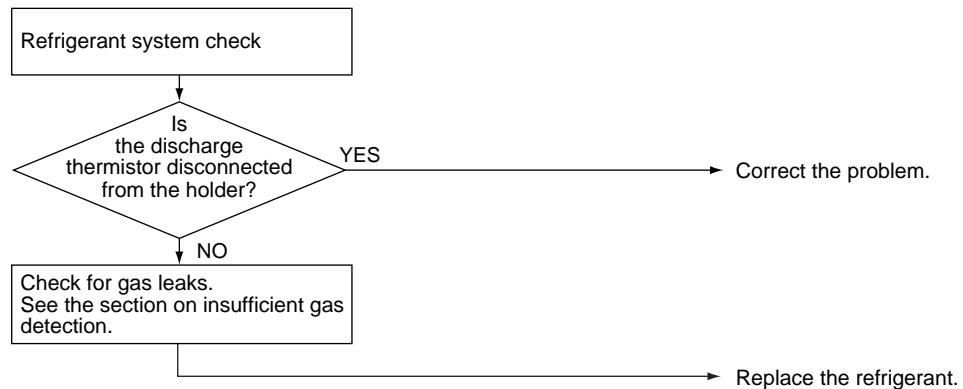 Refrigerant system check
Is
the discharge
thermistor disconnected
from the holder?
YES
Correct the problem.
NO
Check for gas leaks.
See the section on insufficient gas
detection.
Replace the refrigerant.